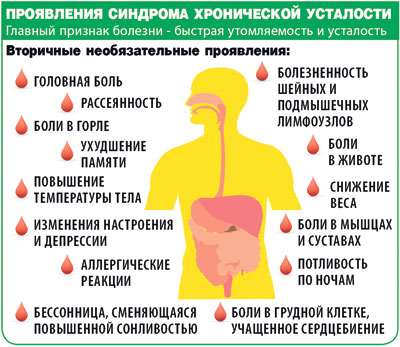 ПРОЯВЛЕНИЯ СИНДРОМА ХРОНИЧЕСКОЙ УСТАЛОСТИ
Главный признак болезни - быстрая утомляемость и усталость
Вторичные необязательные проявления:
ГОЛОВНАЯ БОЛЬ
РАССЕЯННОСТЬ
БОЛИ В ГОРЛЕ
УХУДШЕНИЕ
ПАМЯТИ
ПОВЫШЕНИЕ
ТЕМПЕРАТУРЫ ТЕЛА
ИЗМЕНЕНИЯ НАСТРОЕНИЯ
И ДЕПРЕССИИ
АЛЛЕРГИЧЕСКИЕ
РЕАКЦИИ
БЕССОННИЦА, СМЕНЯЮЩАЯСЯ
ПОВЫШЕННОЙ СОНЛИВОСТЬЮ
БОЛЕЗНЕННОСТЬ
ШЕЙНЫХ И
ПОДМЫШЕЧНЫХ
ЛИМФОУЗЛОВ
БОЛИ
В ЖИВОТЕ
СНИЖЕНИЕ
ВЕСА
БОЛИ В МЫШЦАХ
И СУСТАВАХ
ПОТЛИВОСТЬ
ПО НОЧАМ
БОЛИ В ГРУДНОЙ КЛЕТКЕ,
УЧАЩЕННОЕ СЕРДЦЕБИЕНИЕ